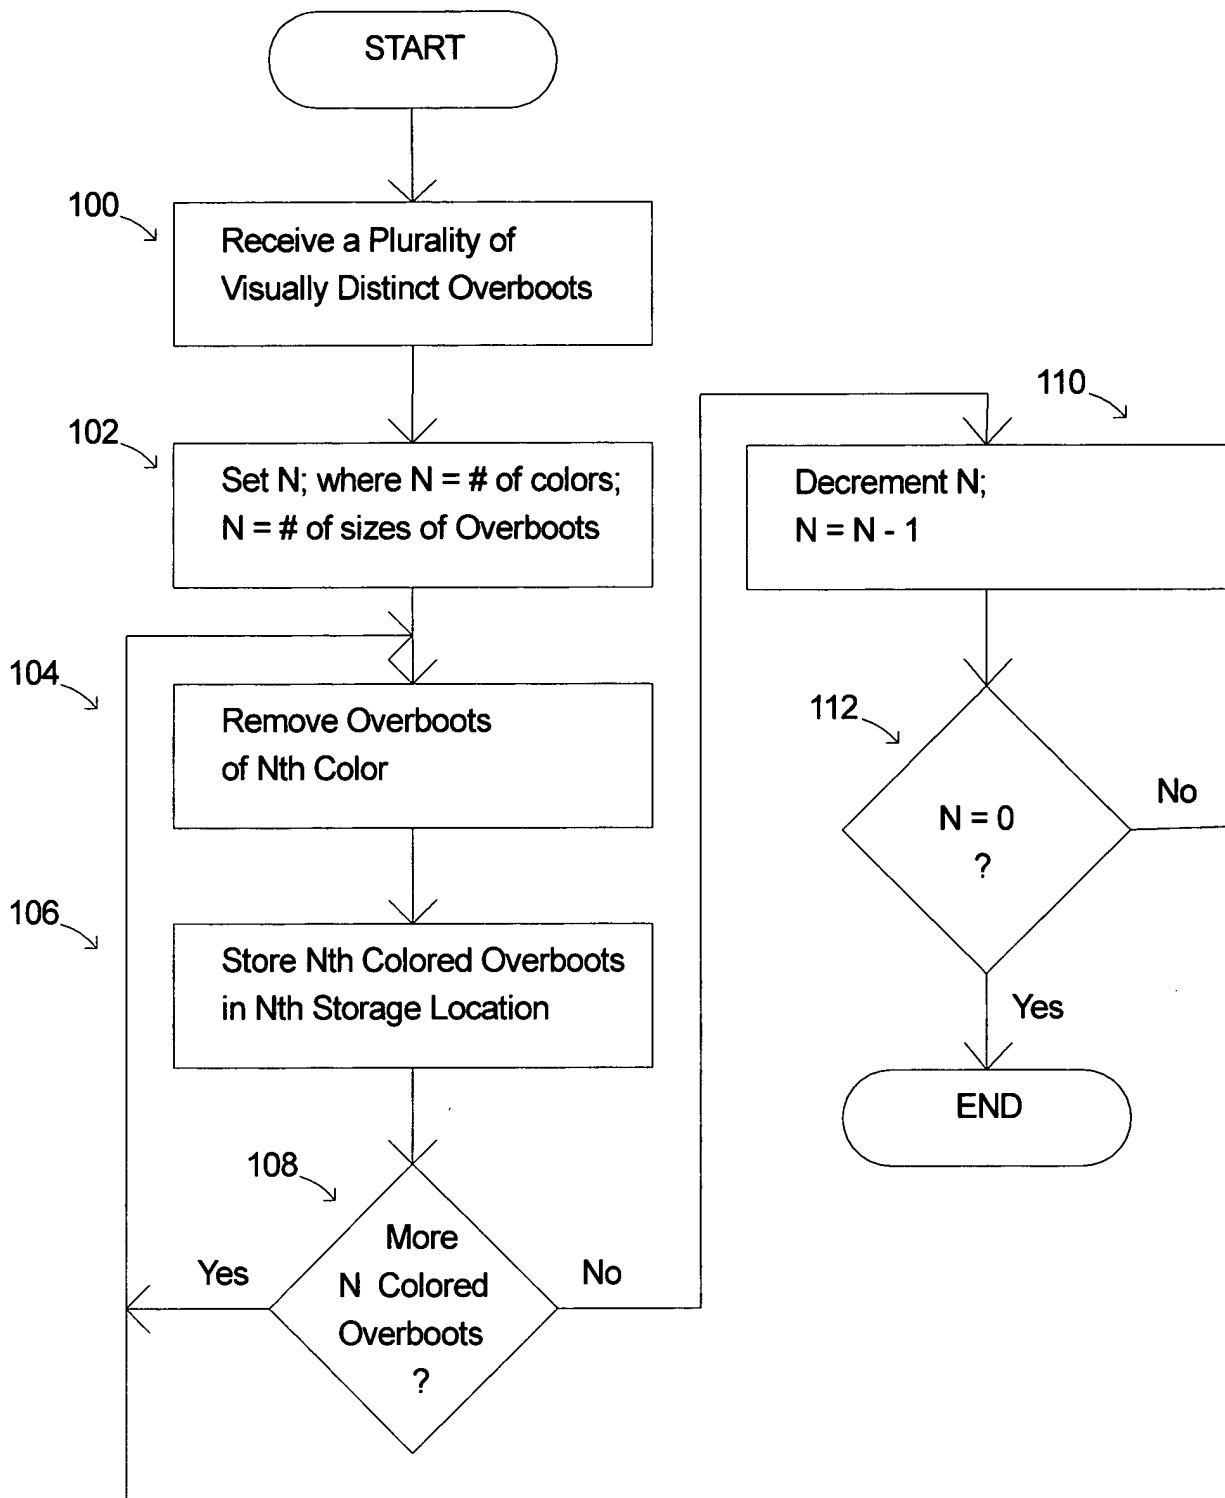 START
100
Receive a Plurality of
Visually Distinct Overboots
102
Set N; where N = # of colors;
N = # of sizes of Overboots
104
Remove Overboots
of Nth Color
106
Store Nth Colored Overboots
in Nth Storage Location
108
More
N Colored
Overboots
?
Yes
No
110
Decrement N;
N = N - 1
112
N = 0
?
No
Yes
END